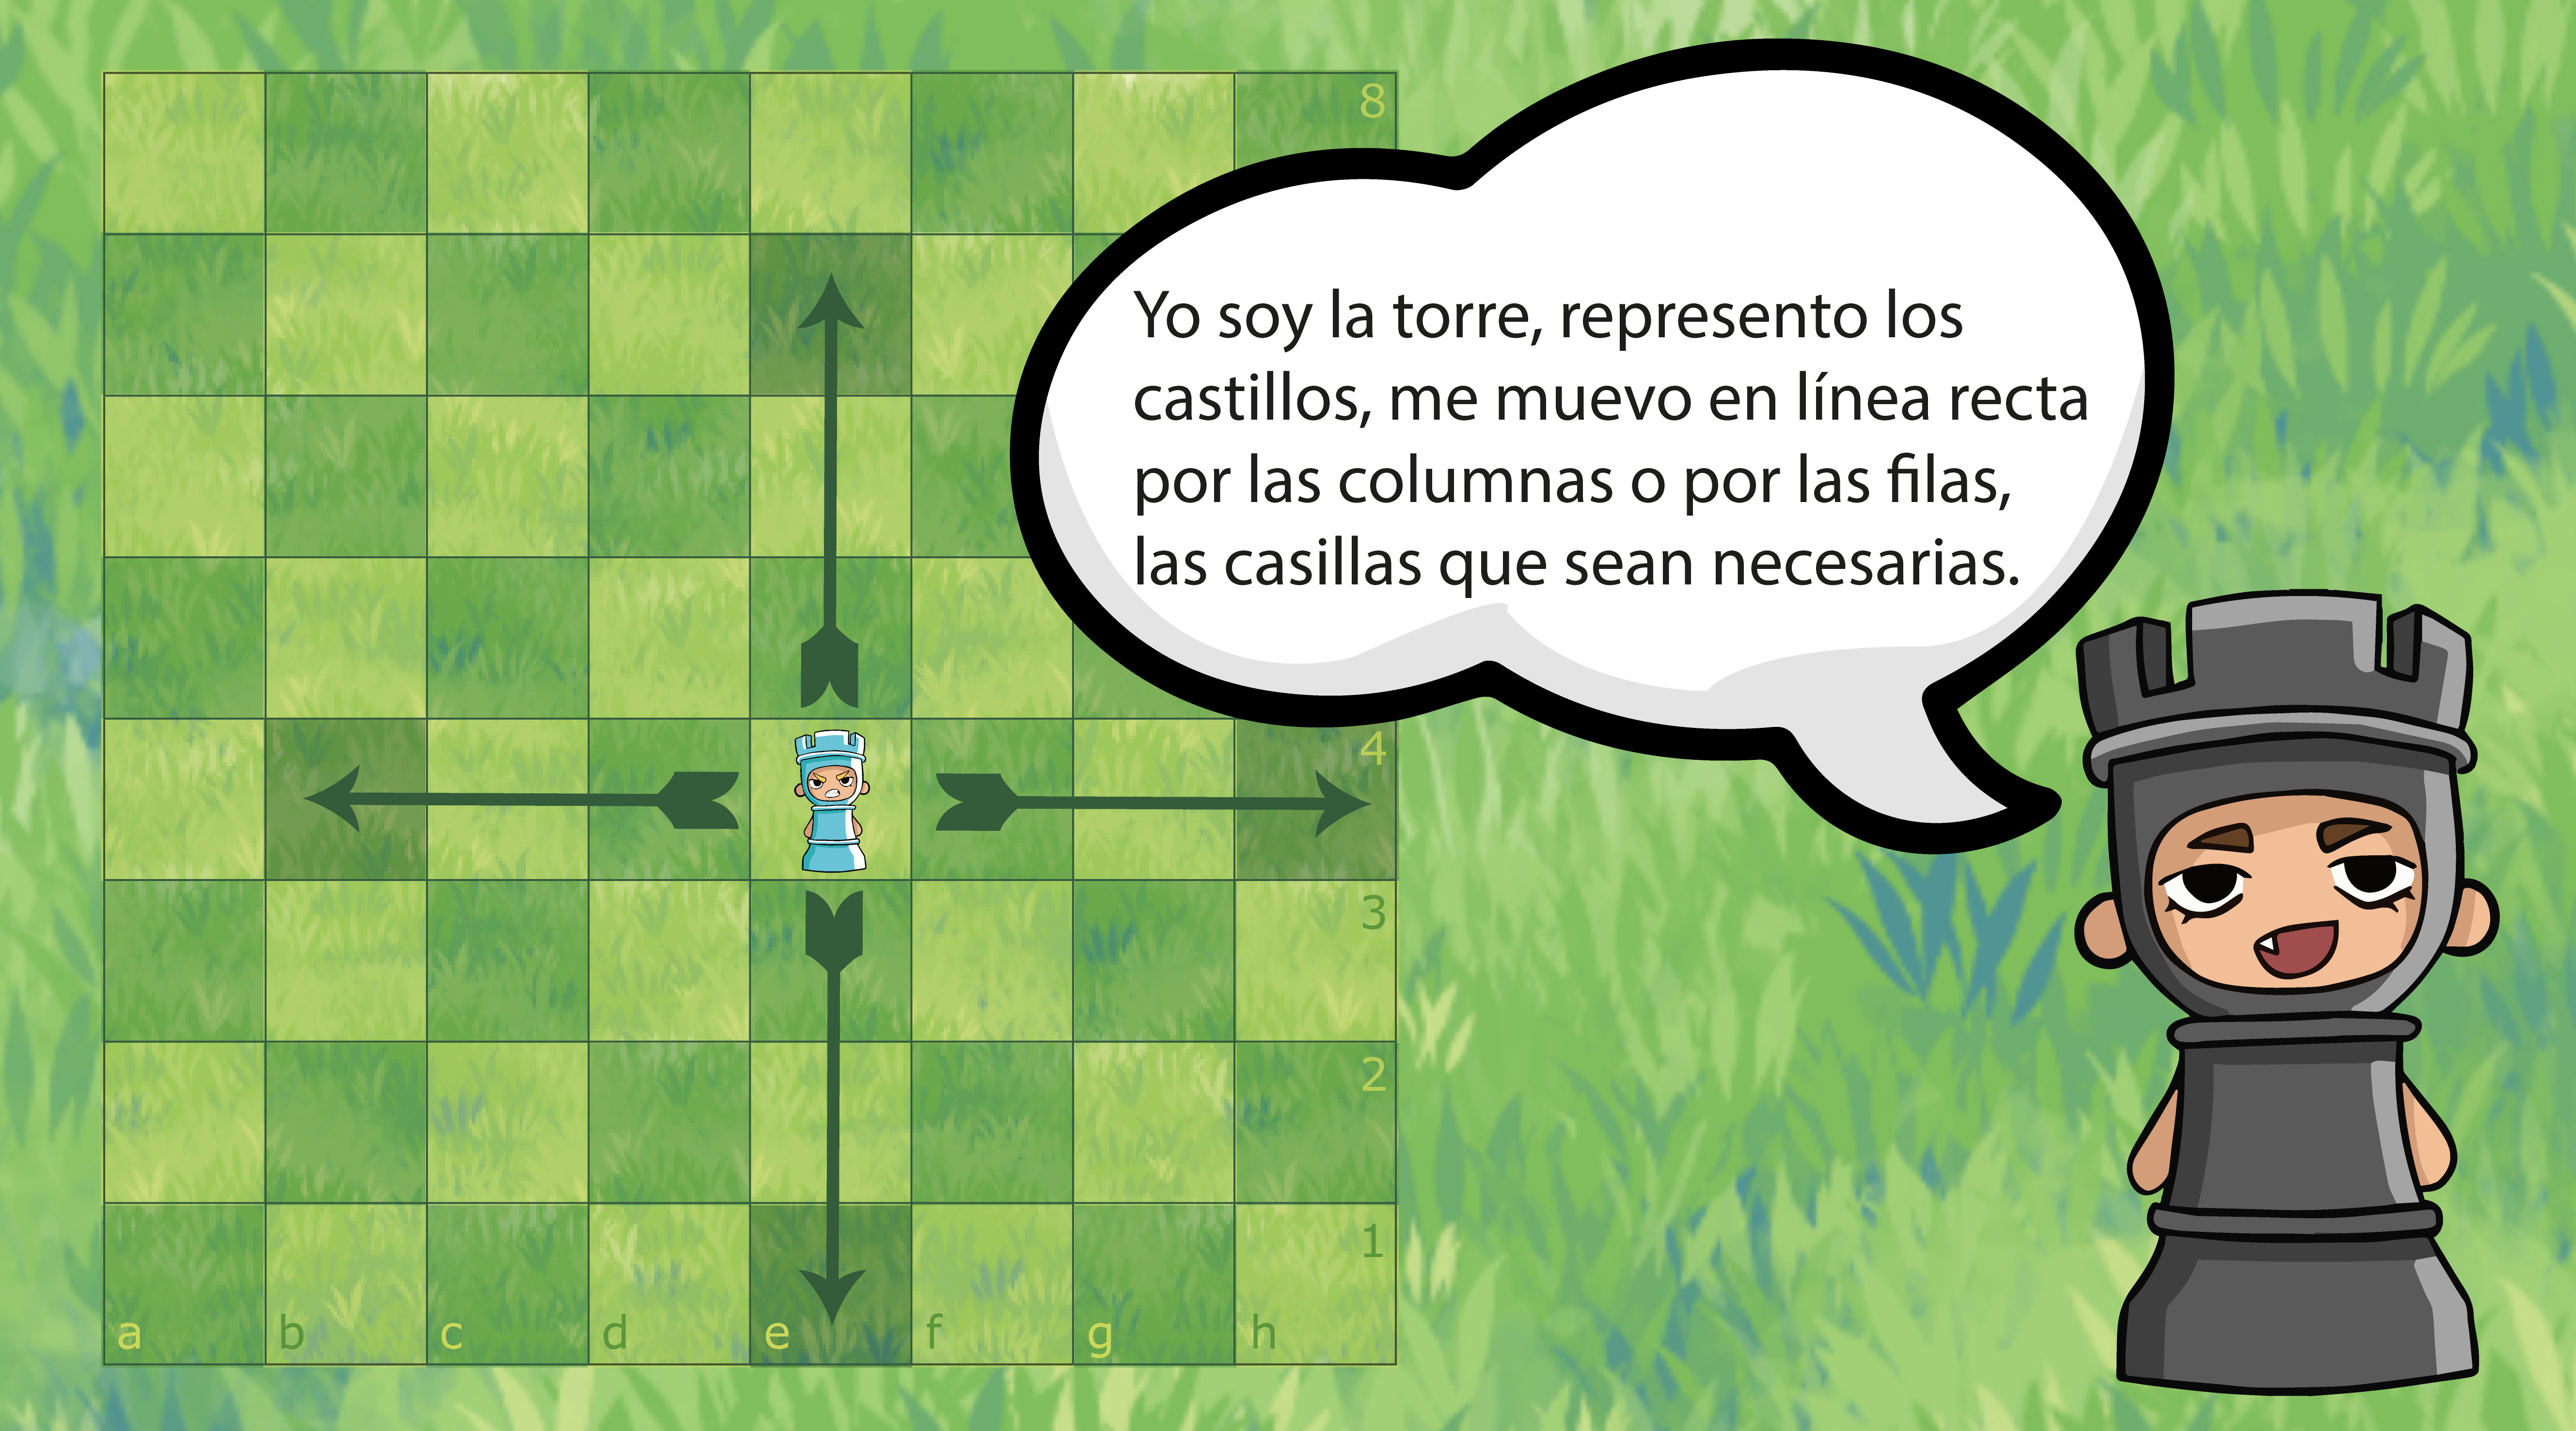 8
Yo soy la torre, represento los
castillos, me muevo en línea recta
por las columnas o por las filas,
las casillas que sean necesarias.
4
3
2
1
a b c d e f g h